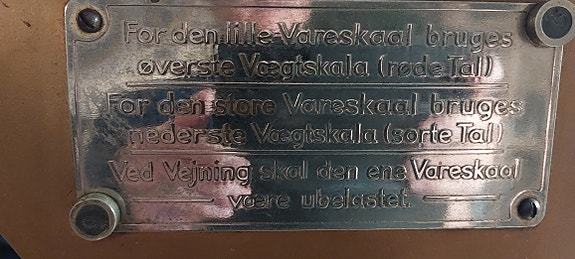 For den lille Vareskaal bruges
øverste Vægtskala (røde Tal)
For den store Vareskaal bruges
nederste Vægtskala (sorte Tal)
Ved Vejning skal den ene Vareskaal
være ubelastet.